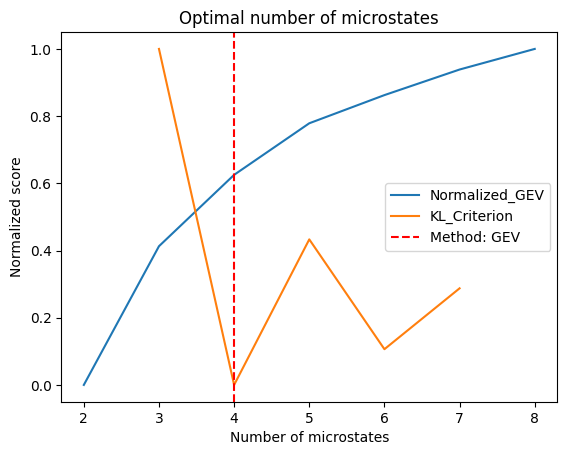 Optimal number of microstates
Normalized score
1.0
0.8
0.6
0.4
0.2
0.0
Normalized_GEV
KL_Criterion
Method: GEV
2 3 4 5 6 7 8
Number of microstates